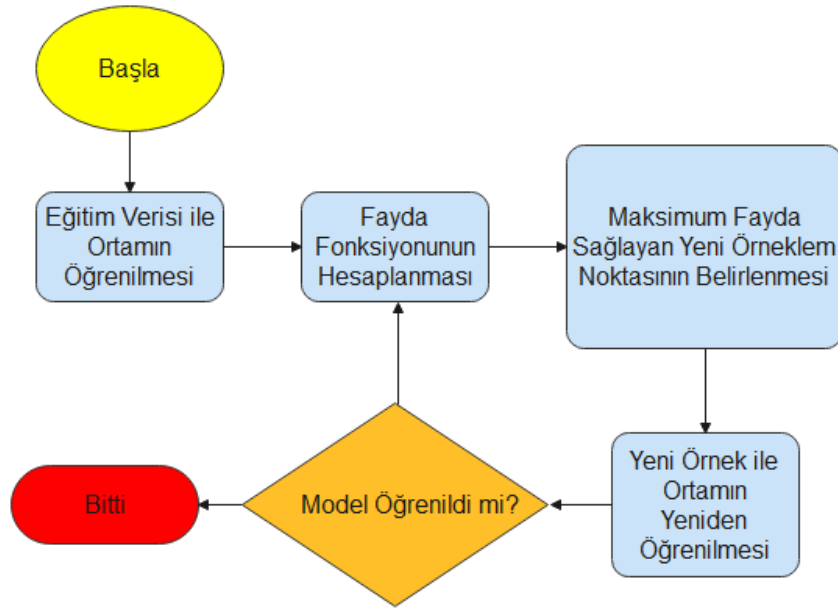 Başla
Eğitim Verisi ile
Ortamın
Öğrenilmesi
Fayda
Fonksiyonunun
Hesaplanması
Maksimum Fayda
Sağlayan Yeni Örneklem
Noktasının Belirlenmesi
Yeni Örnek ile
Ortamın
Yeniden
Öğrenilmesi
Model Öğrenildi mi?
Bitti